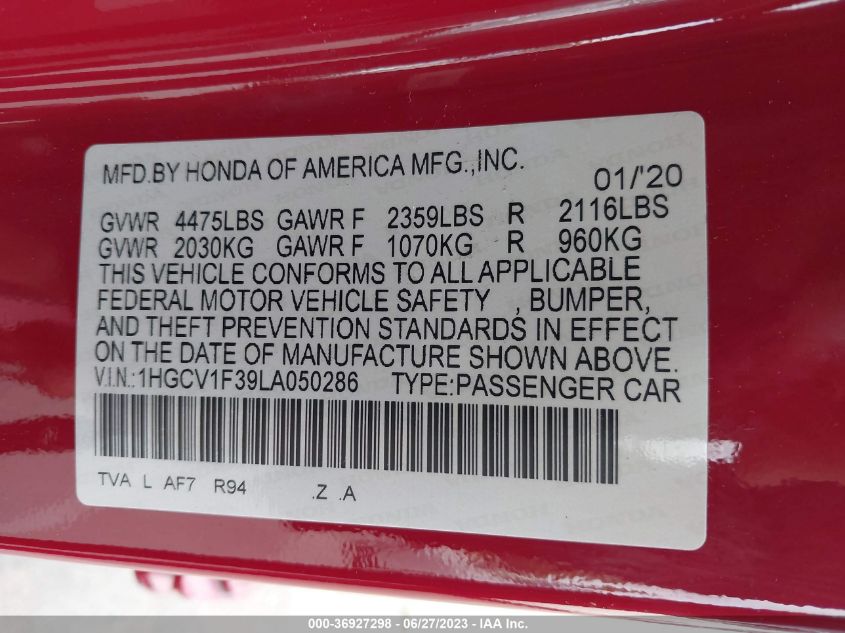 MFD.BY HONDA OF AMERICA MFG.,INC. 01/'20
GVWR 4475LBS GAWR F 2359LBS R 2116LBS
GVWR 2030KG GAWR F 1070KG R 960KG
THIS VEHICLE CONFORMS TO ALL APPLICABLE
FEDERAL MOTOR VEHICLE SAFETY , BUMPER,
AND THEFT PREVENTION STANDARDS IN EFFECT
ON THE DATE OF MANUFACTURE SHOWN ABOVE.
V.I.N.:1HGCV1F39LA050286 TYPE:PASSENGER CAR
TVA L AF7 R94 .Z .A
000-36927298 - 06/27/2023 - IAA Inc.